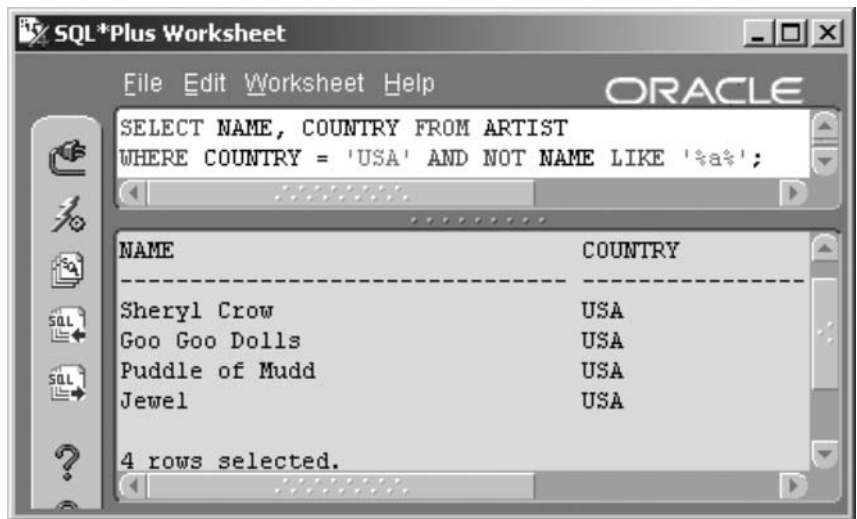 SQL*Plus Worksheet
File Edit Worksheet Help
ORACLE
SELECT NAME, COUNTRY FROM ARTIST
WHERE COUNTRY = 'USA' AND NOT NAME LIKE '%a%';
NAME COUNTRY
------------------------------ ----------------
Sheryl Crow USA
Goo Goo Dolls USA
Puddle of Mudd USA
Jewel USA
4 rows selected.
SQL
SQL
?